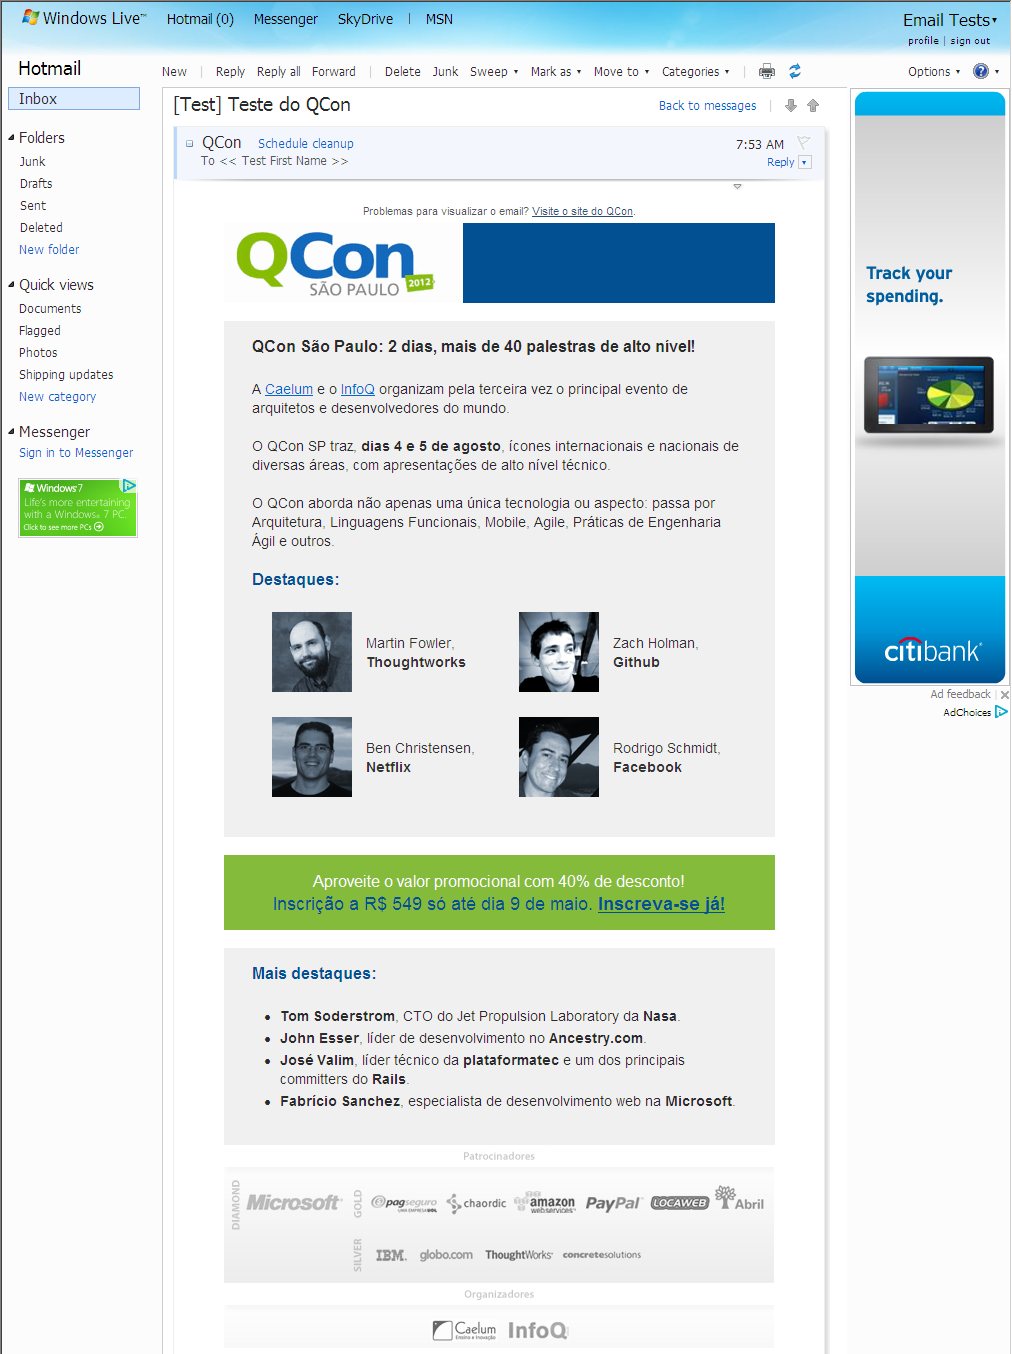 Windows Live™ Hotmail (0) Messenger SkyDrive | MSN
Email Tests
profile | sign out
Hotmail
New | Reply Reply all Forward | Delete Junk Sweep Mark as Move to Categories |
Options
Inbox
Folders
Junk
Drafts
Sent
Deleted
New folder
Quick views
Documents
Flagged
Photos
Shipping updates
New category
Messenger
Sign in to Messenger
Windows 7
Life's more entertaining
with a Windows 7 PC.
Click to see more PCs
[Test] Teste do QCon
Back to messages
QCon Schedule cleanup
To << Test First Name >>
7:53 AM
Reply
Problemas para visualizar o email? Visite o site do QCon.
QCon
SÃO PAULO 2012
QCon São Paulo: 2 dias, mais de 40 palestras de alto nível!
A Caelum e o InfoQ organizam pela terceira vez o principal evento de
arquitetos e desenvolvedores do mundo.
O QCon SP traz, dias 4 e 5 de agosto, ícones internacionais e nacionais de
diversas áreas, com apresentações de alto nível técnico.
O QCon aborda não apenas uma única tecnologia ou aspecto: passa por
Arquitetura, Linguagens Funcionais, Mobile, Agile, Práticas de Engenharia
Ágil e outros.
Destaques:
Martin Fowler,
Thoughtworks
Zach Holman,
Github
Ben Christensen,
Netflix
Rodrigo Schmidt,
Facebook
Aproveite o valor promocional com 40% de desconto!
Inscrição a R$ 549 só até dia 9 de maio. Inscreva-se já!
Mais destaques:
• Tom Soderstrom, CTO do Jet Propulsion Laboratory da Nasa.
• John Esser, líder de desenvolvimento no Ancestry.com.
• José Valim, líder técnico da plataformatec e um dos principais
committers do Rails.
• Fabrício Sanchez, especialista de desenvolvimento web na Microsoft.
Patrocinadores
DIAMOND
Microsoft
GOLD
pagseguro
UMA EMPRESA UOL
chaordic
amazon
webservices
PayPal
LOCAWEB
Abril
SILVER
IBM.
globo.com
ThoughtWorks
concretesolutions
Organizadores
Caelum
Ensino e Inovação
InfoQ
Track your
spending.
citibank
Ad feedback |
AdChoices